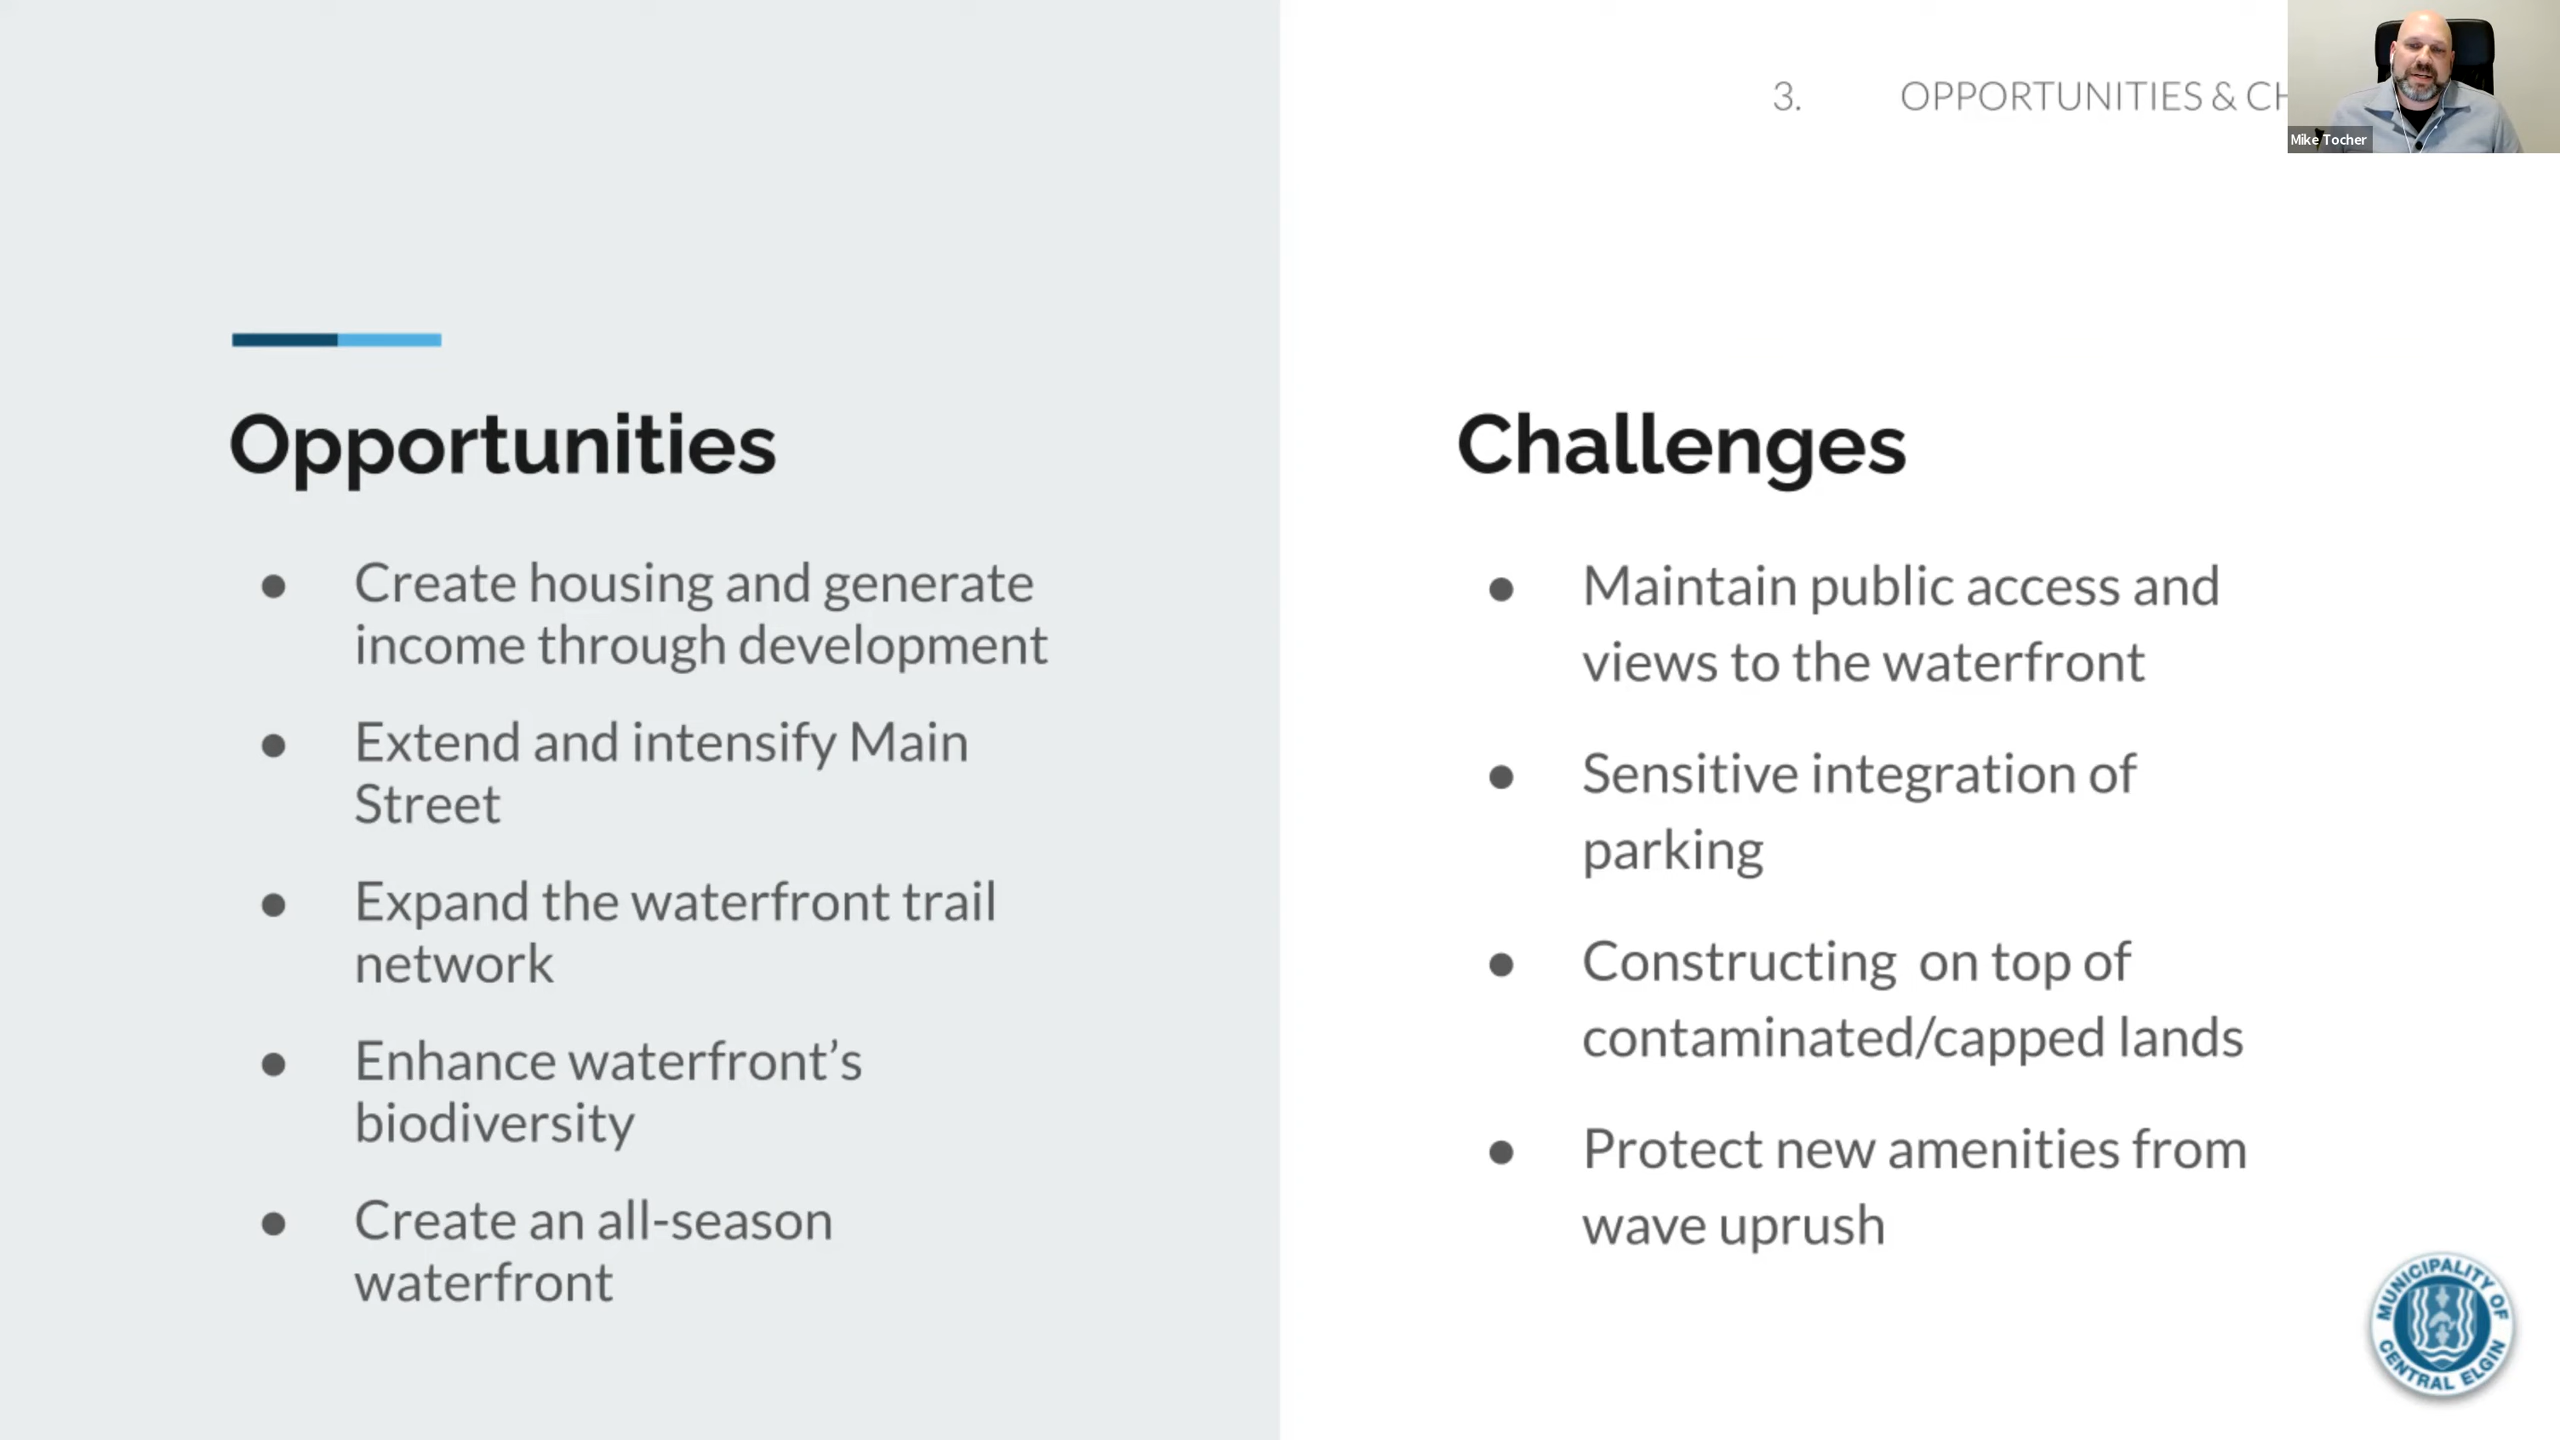 3. OPPORTUNITIES & CH
Mike Tocher
Opportunities
● Create housing and generate
income through development
● Extend and intensify Main
Street
● Expand the waterfront trail
network
● Enhance waterfront’s
biodiversity
● Create an all-season
waterfront
Challenges
● Maintain public access and
views to the waterfront
● Sensitive integration of
parking
● Constructing  on top of
contaminated/capped lands
● Protect new amenities from
wave uprush
MUNICIPALITY OF
CENTRAL ELGIN